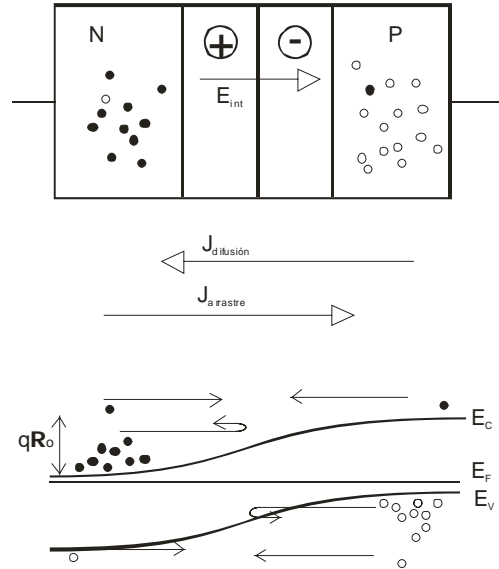 N
P
+
-
E int
J difusión
J arrastre
qRo
E C
E F
E V